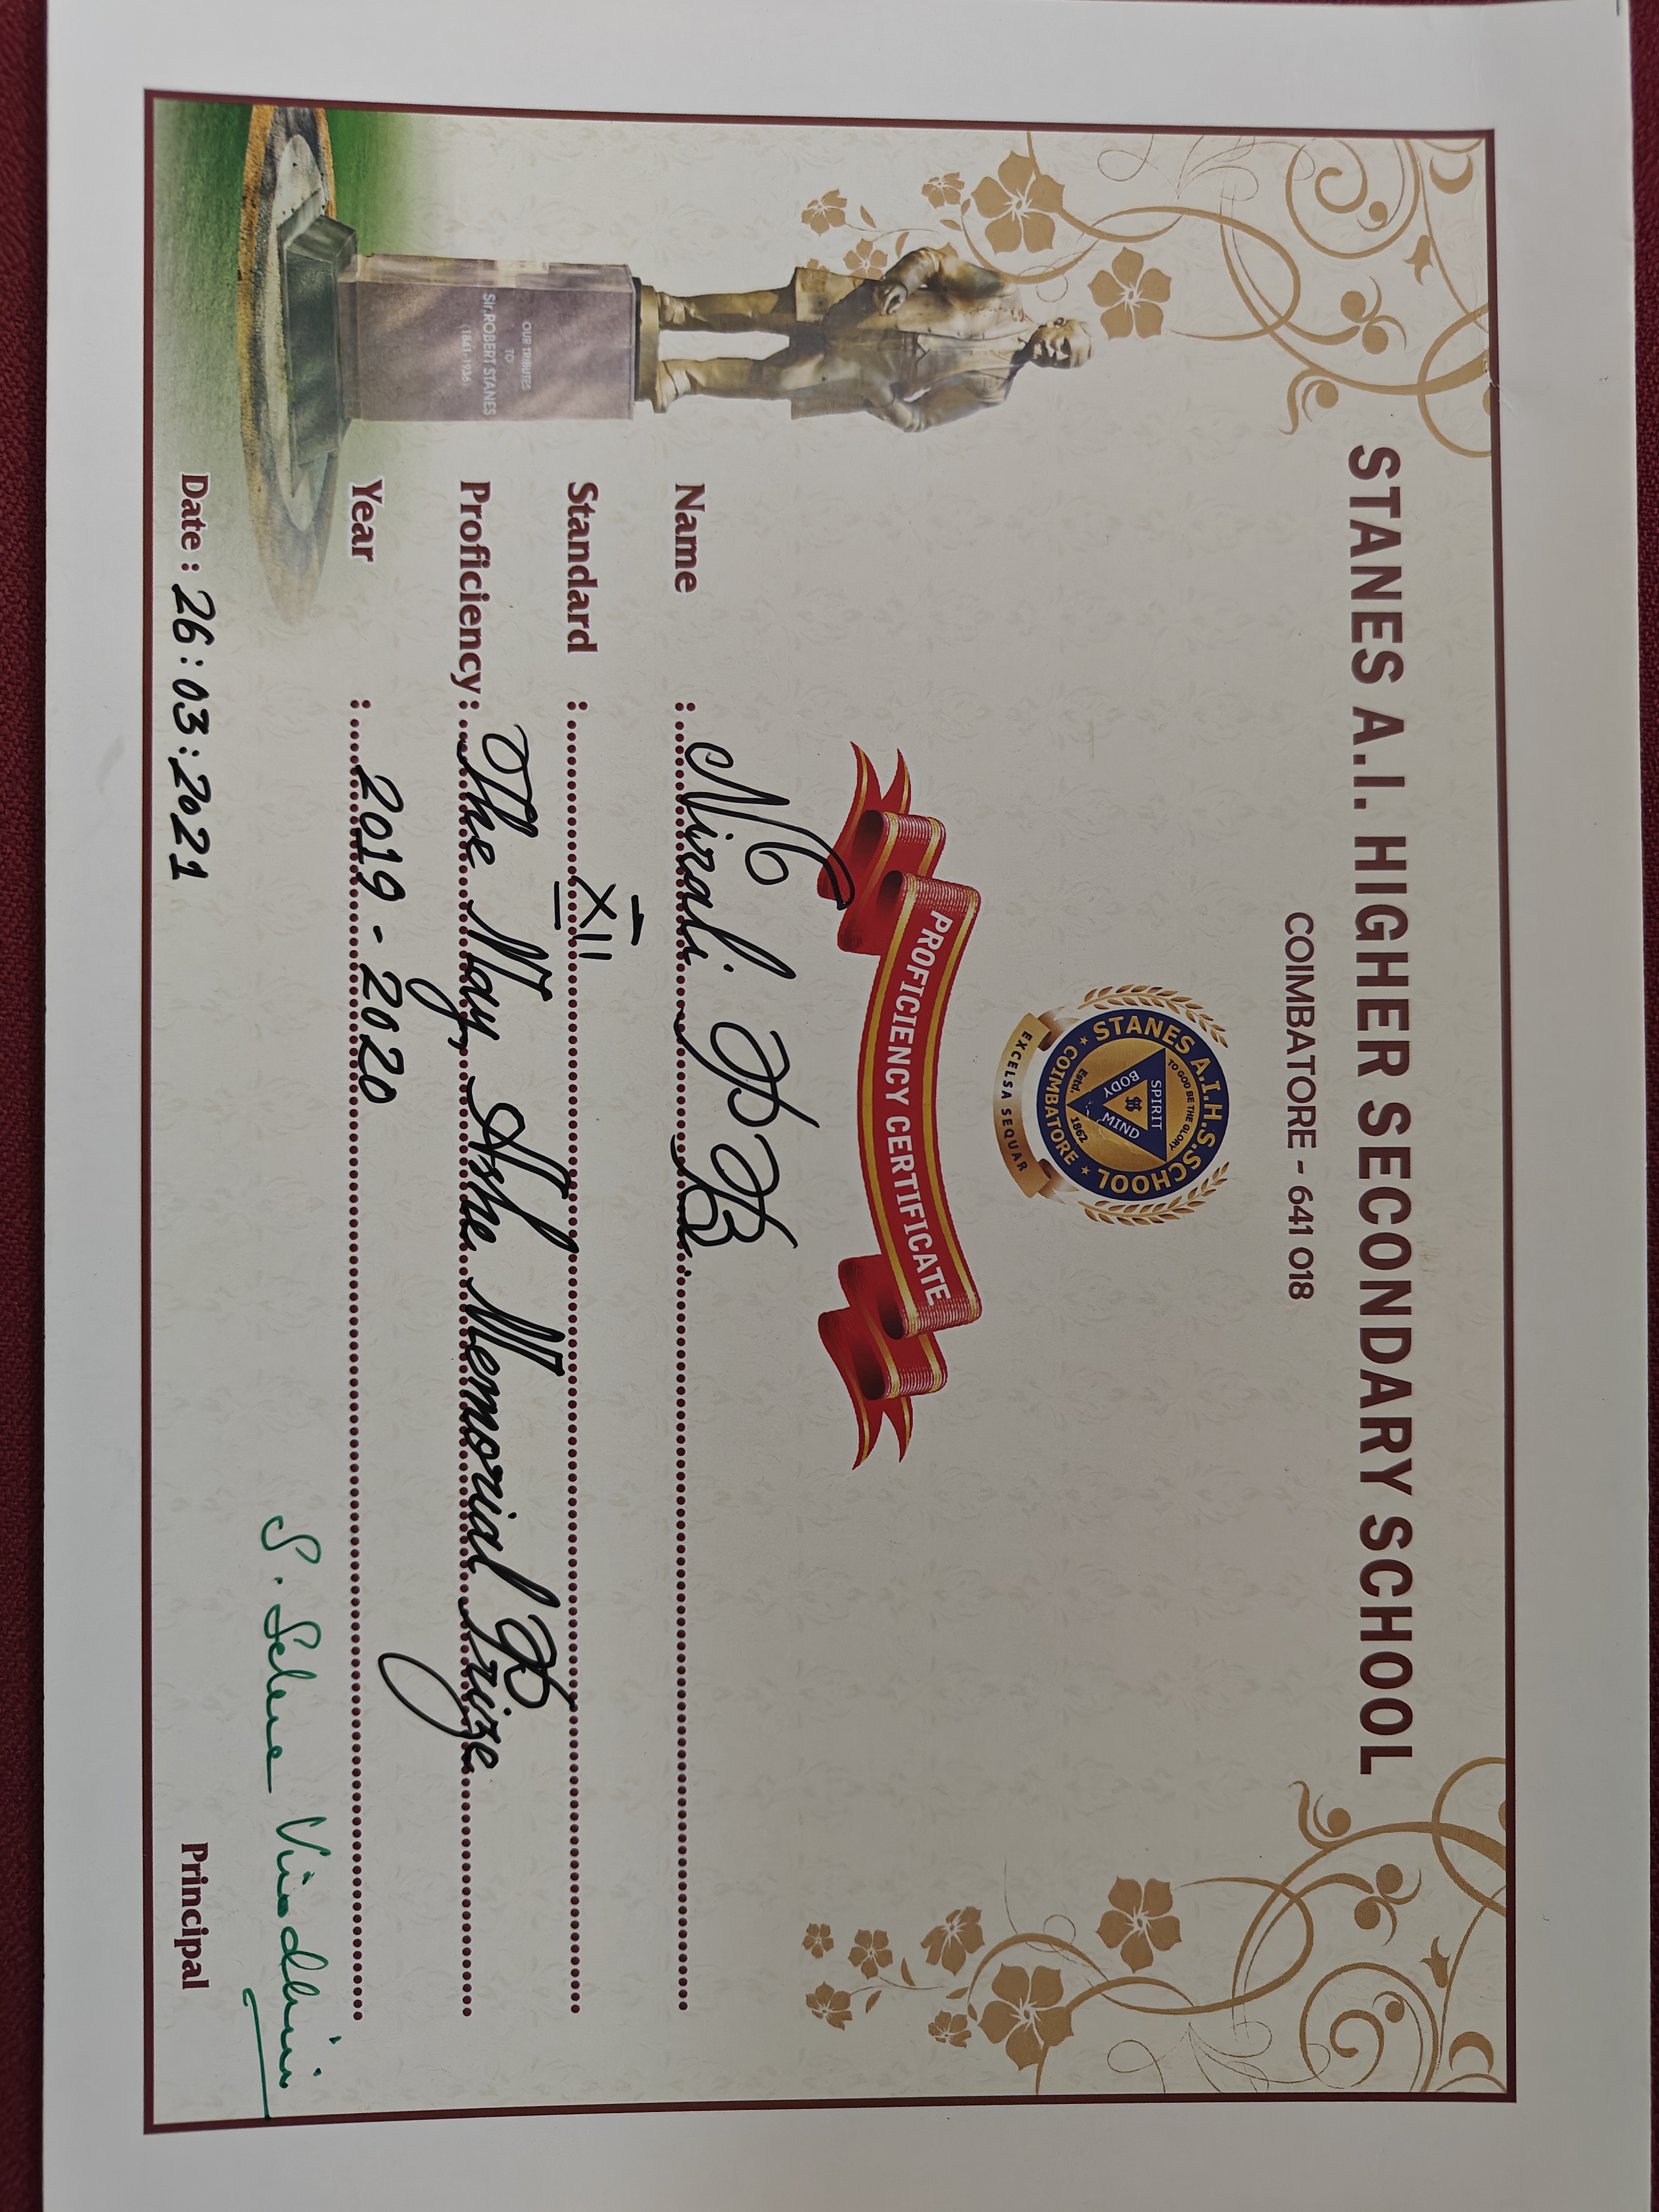 STANES A.I. HIGHER SECONDARY SCHOOL
COIMBATORE - 641 018
STANES A.I.H.S.SCHOOL
TO GOD BE THE GLORY
SPIRIT
BODY
MIND
Estd. 1862
COIMBATORE
EXCELSA SEQUAR
PROFICIENCY CERTIFICATE
Name : Nirali P B.
Standard : XII
Proficiency: The May Ashe Memorial Prize
Year : 2019 - 2020
OUR TRIBUTES
TO
Sir.ROBERT STANES
(1841-1936)
S. Vinodhini
Date : 26:03:2021
Principal